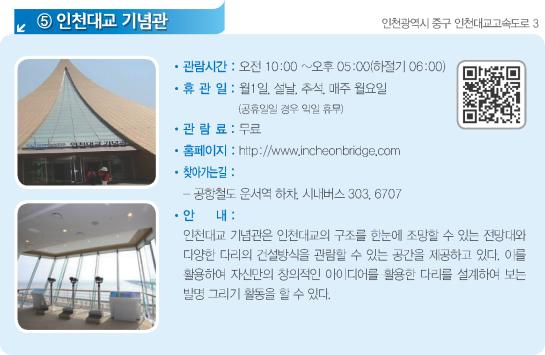 ⑤ 인천대교 기념관
인천광역시 중구 인천대교고속도로 3
• 관람시간 : 오전 10:00 ~오후 05:00(하절기 06:00)
• 휴 관 일 : 월1일, 설날, 추석, 매주 월요일
(공휴일일 경우 익일 휴무)
• 관 람 료 : 무료
• 홈페이지 : http://www.incheonbridge.com
• 찾아가는길 :
– 공항철도 운서역 하차, 시내버스 303, 6707
• 안 내 :
인천대교 기념관은 인천대교의 구조를 한눈에 조망할 수 있는 전망대와
다양한 다리의 건설방식을 관람할 수 있는 공간을 제공하고 있다. 이를
활용하여 자신만의 창의적인 아이디어를 활용한 다리를 설계하여 보는
발명 그리기 활동을 할 수 있다.
인천대교 기념관